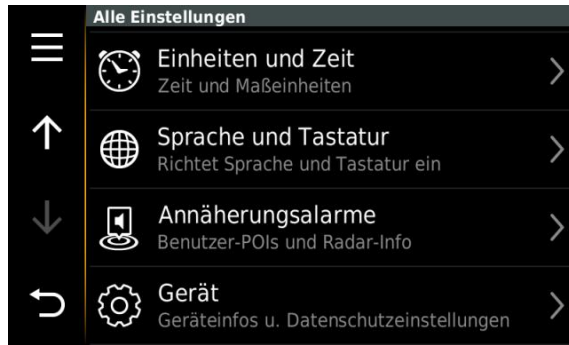 Alle Einstellungen
Einheiten und Zeit
Zeit und Maßeinheiten
Sprache und Tastatur
Richtet Sprache und Tastatur ein
Annäherungsalarme
Benutzer-POIs und Radar-Info
Gerät
Geräteinfos u. Datenschutzeinstellungen